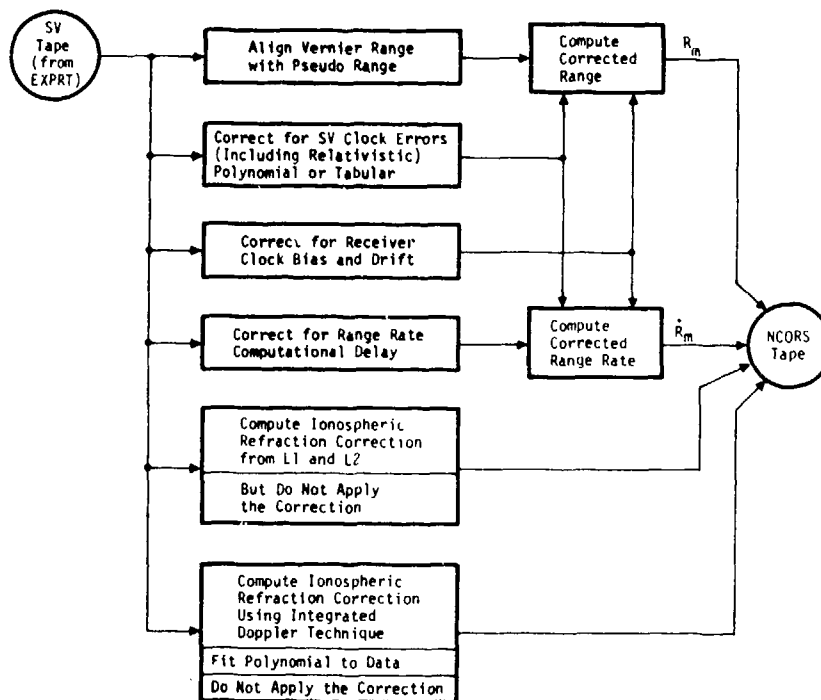 SV
Tape
(from
EXPRT)
Align Vernier Range
with Pseudo Range
Compute
Corrected
Range
Rm
Correct for SV Clock Errors
(Including Relativistic)
Polynomial or Tabular
Correct for Receiver
Clock Bias and Drift
Correct for Range Rate
Computational Delay
Compute
Corrected
Range Rate
Ṙm
NCORS
Tape
Compute Ionospheric
Refraction Correction
from L1 and L2
But Do Not Apply
the Correction
Compute Ionospheric
Refraction Correction
Using Integrated
Doppler Technique
Fit Polynomial to Data
Do Not Apply the Correction